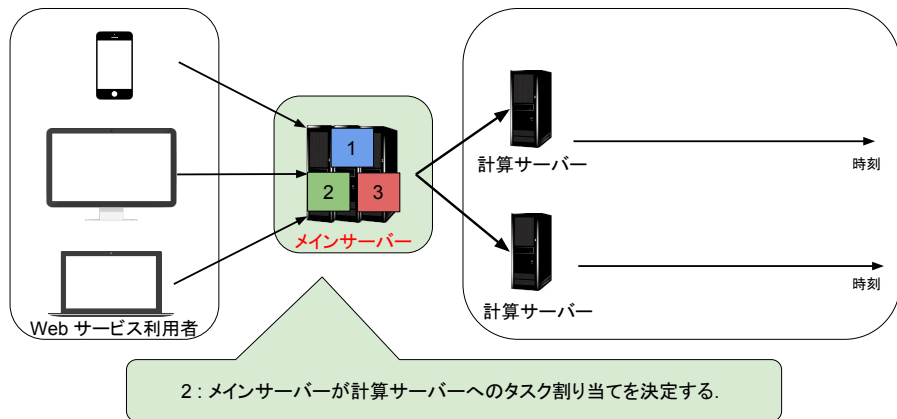 1
2
3
メインサーバー
Web サービス利用者
計算サーバー
時刻
計算サーバー
時刻
2 : メインサーバーが計算サーバーへのタスク割り当てを決定する.